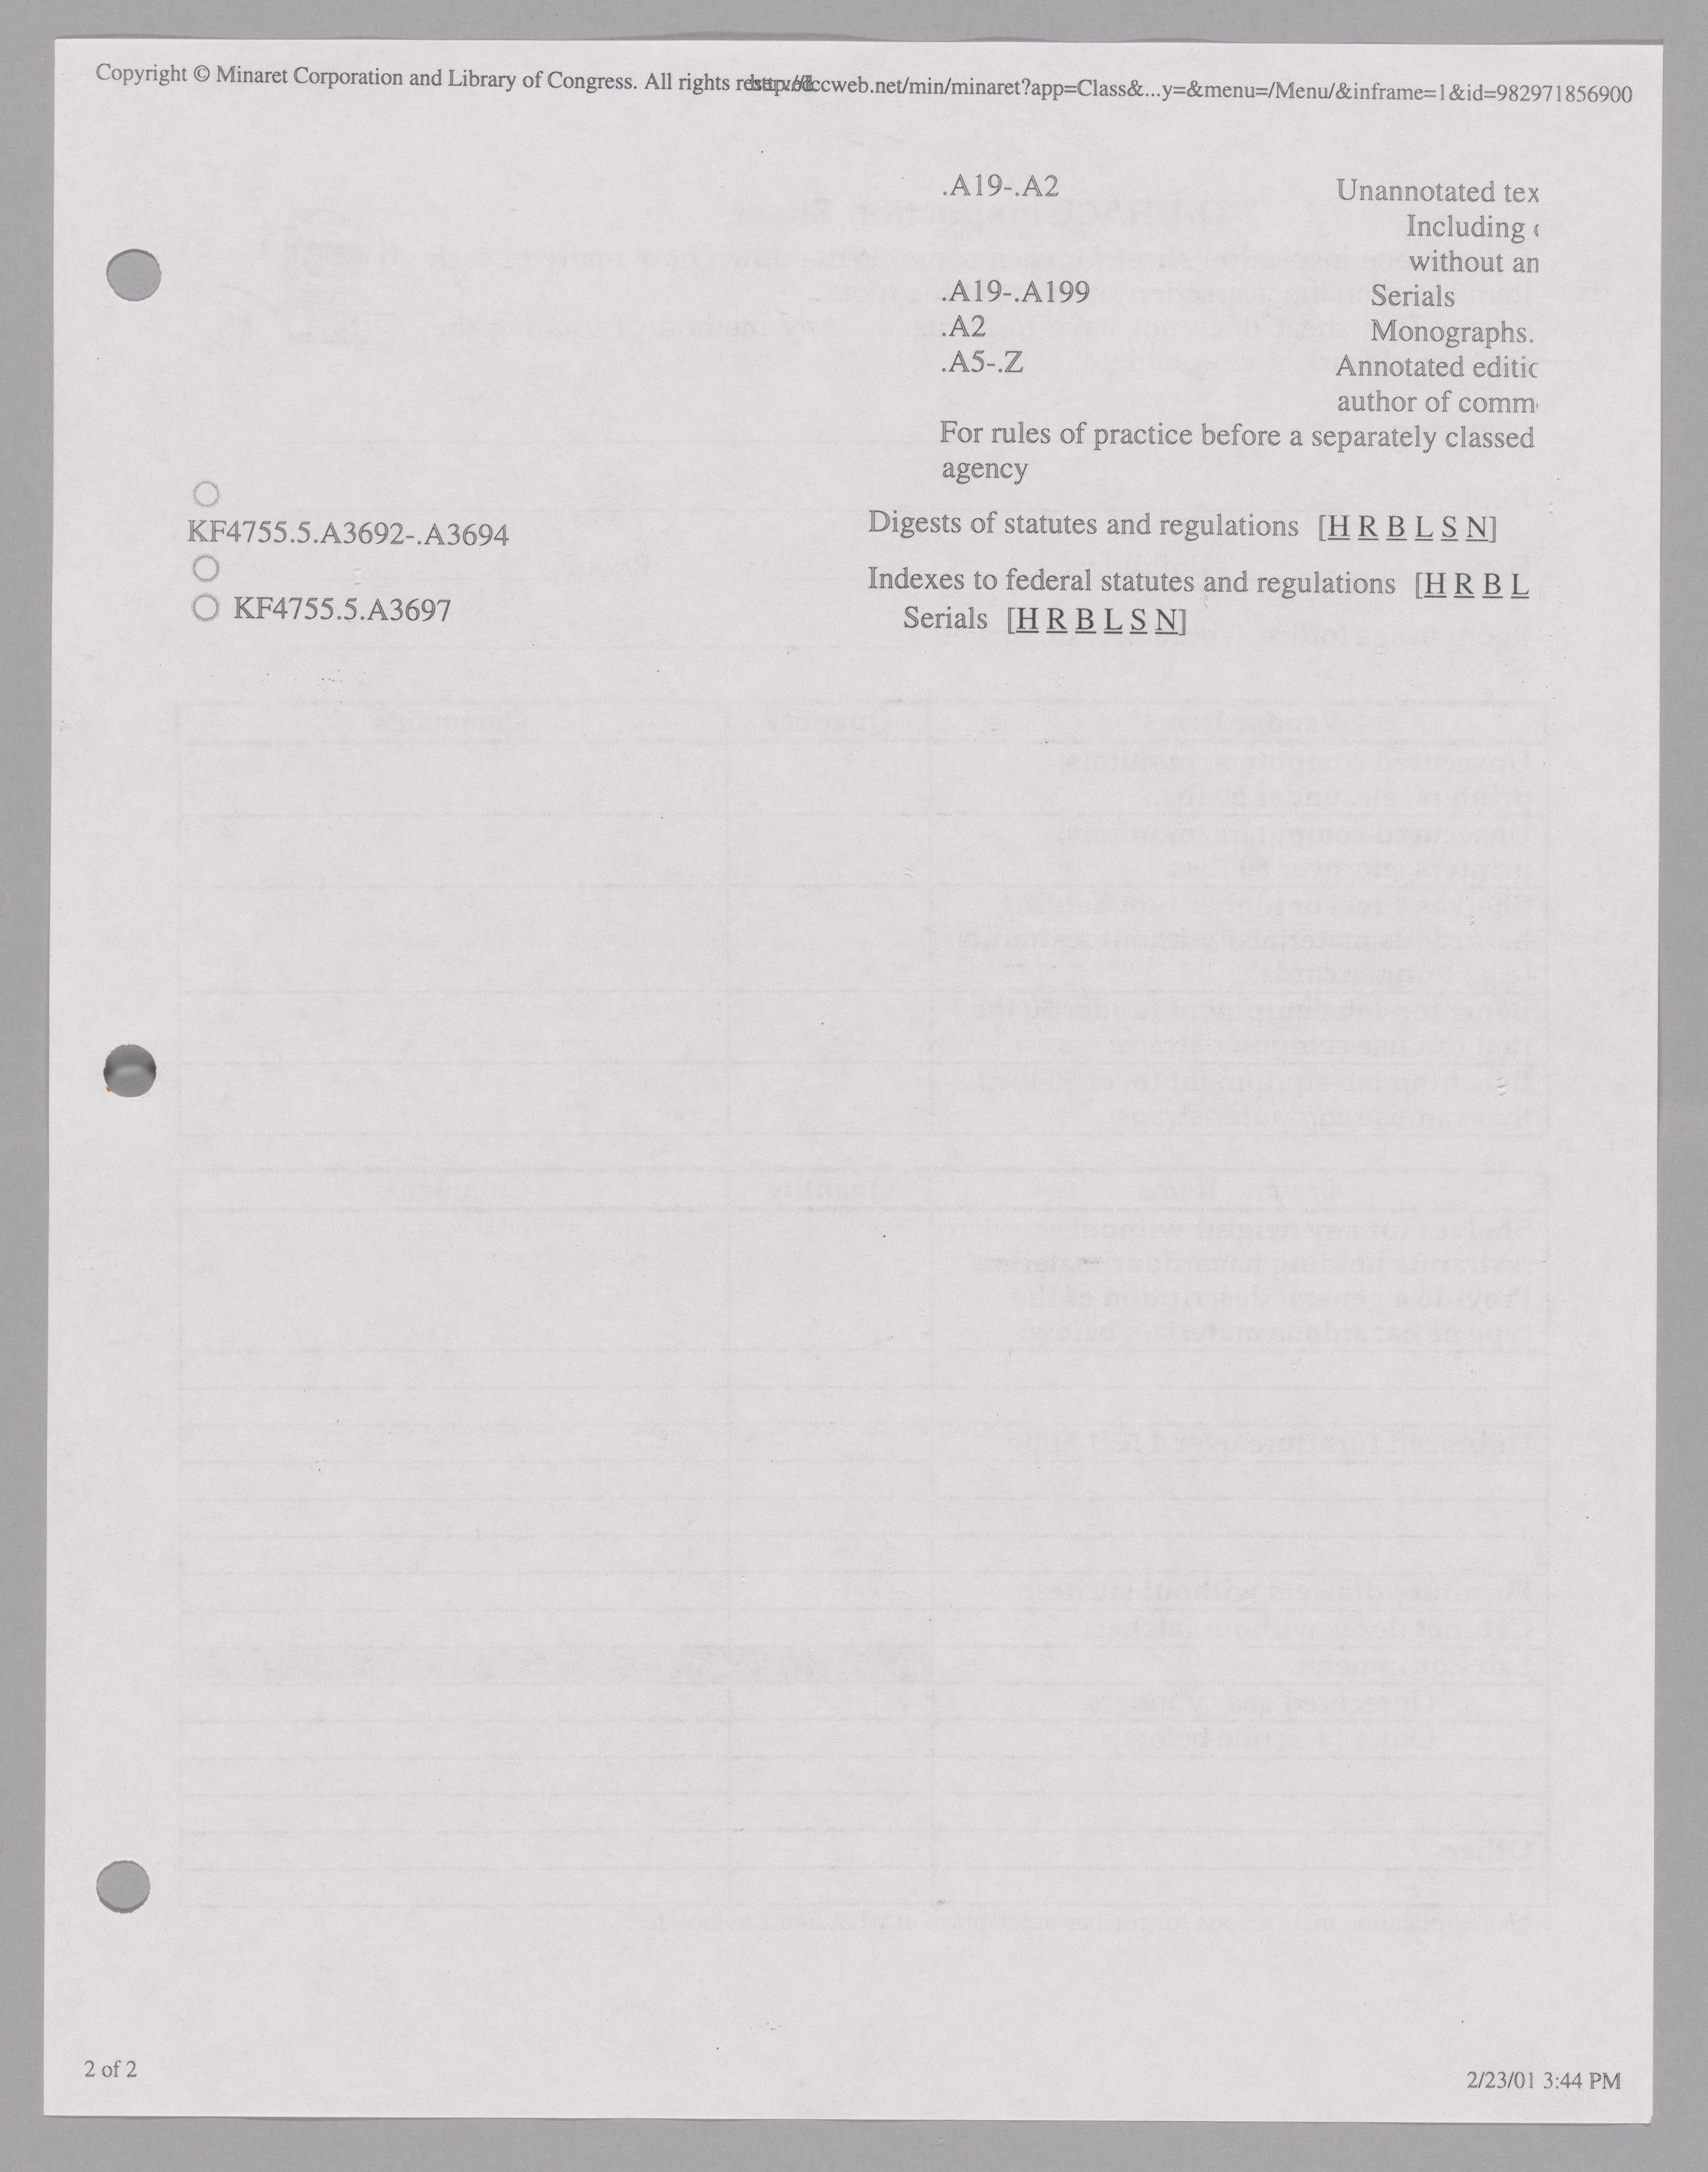 Copyright © Minaret Corporation and Library of Congress. All rights reserved. http://lccweb.net/min/minaret?app=Class&...y=&menu=/Menu/&inframe=1&id=982971856900
.A19-.A2 Unannotated tex
Including
without an
.A19-.A199 Serials
.A2 Monographs.
.A5-.Z Annotated editic
author of comm
For rules of practice before a separately classed
agency
KF4755.5.A3692-.A3694 Digests of statutes and regulations [H R B L S N]
Indexes to federal statutes and regulations [H R B L
KF4755.5.A3697 Serials [H R B L S N]
2 of 2 2/23/01 3:44 PM